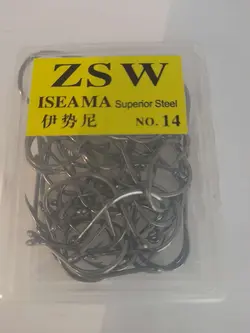 ZSW
ISEAMA Superior Steel
伊势尼 NO. 14